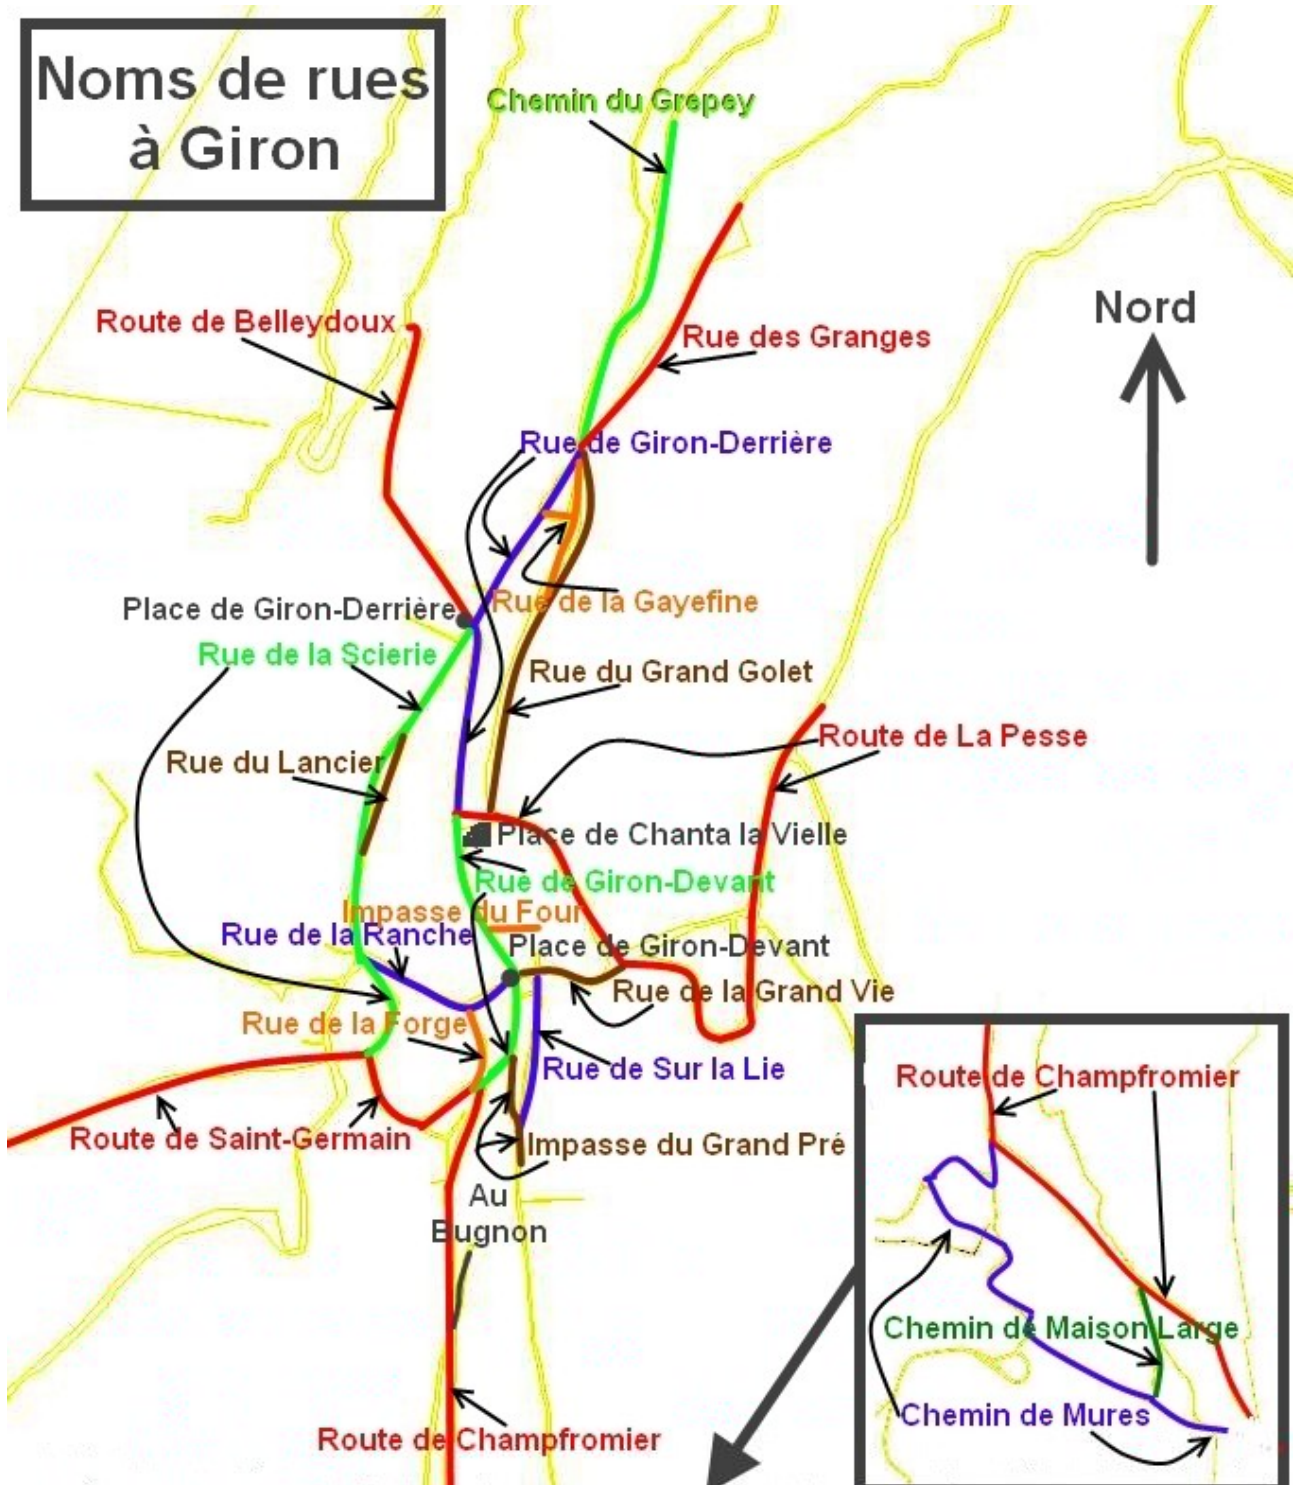 Noms de rues
à Giron
Chemin du Grepey
Nord
Route de Belleydoux
Rue des Granges
Rue de Giron-Derrière
Place de Giron-Derrière
Rue de la Gayefine
Rue de la Scierie
Rue du Grand Golet
Route de La Pesse
Rue du Lancier
Place de Chanta la Vielle
Rue de Giron-Devant
Impasse du Four
Rue de la Ranche
Place de Giron-Devant
Rue de la Grand Vie
Rue de la Forge
Rue de Sur la Lie
Route de Champfromier
Route de Saint-Germain
Impasse du Grand Pré
Au
Bugnon
Chemin de Maison Large
Chemin de Mures
Route de Champfromier